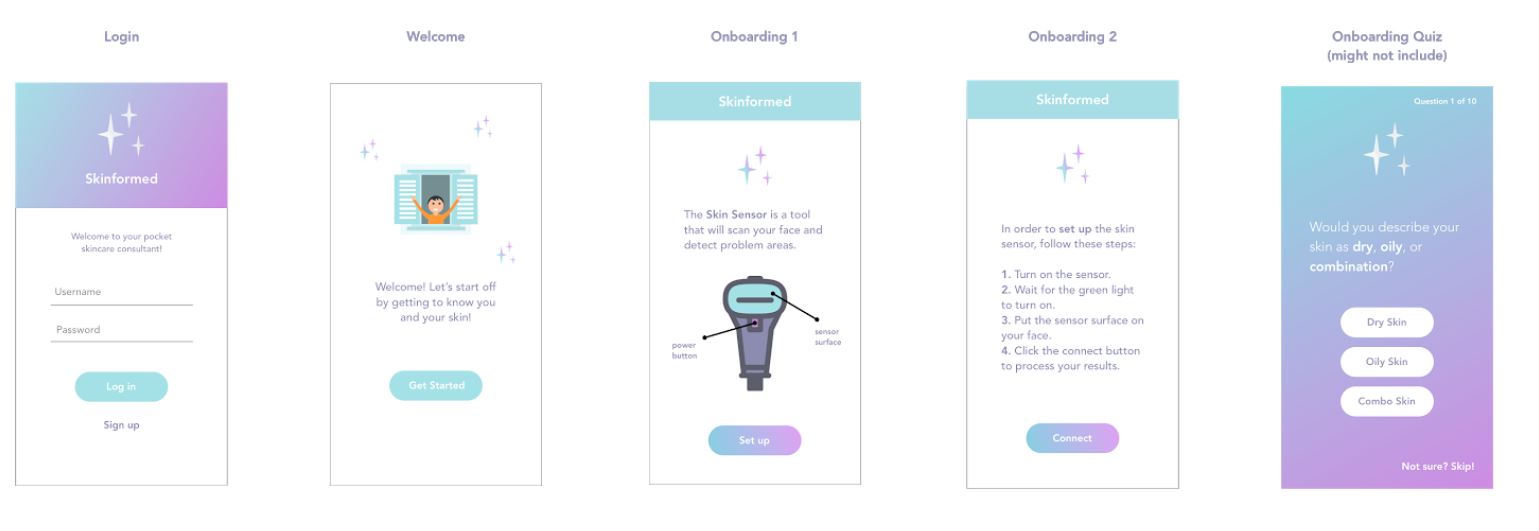 Login
Skinformed
Welcome to your pocket
skincare consultant!
Username
Password
Log in
Sign up
Welcome
Welcome! Let's start off
by getting to know you
and your skin!
Get Started
Onboarding 1
Skinformed
The Skin Sensor is a tool
that will scan your face and
detect problem areas.
power
button
sensor
surface
Set up
Onboarding 2
Skinformed
In order to set up the skin
sensor, follow these steps:
1. Turn on the sensor.
2. Wait for the green light
to turn on.
3. Put the sensor surface on
your face.
4. Click the connect button
to process your results.
Connect
Onboarding Quiz
(might not include)
Question 1 of 10
Would you describe your
skin as dry, oily, or
combination?
Dry Skin
Oily Skin
Combo Skin
Not sure? Skip!